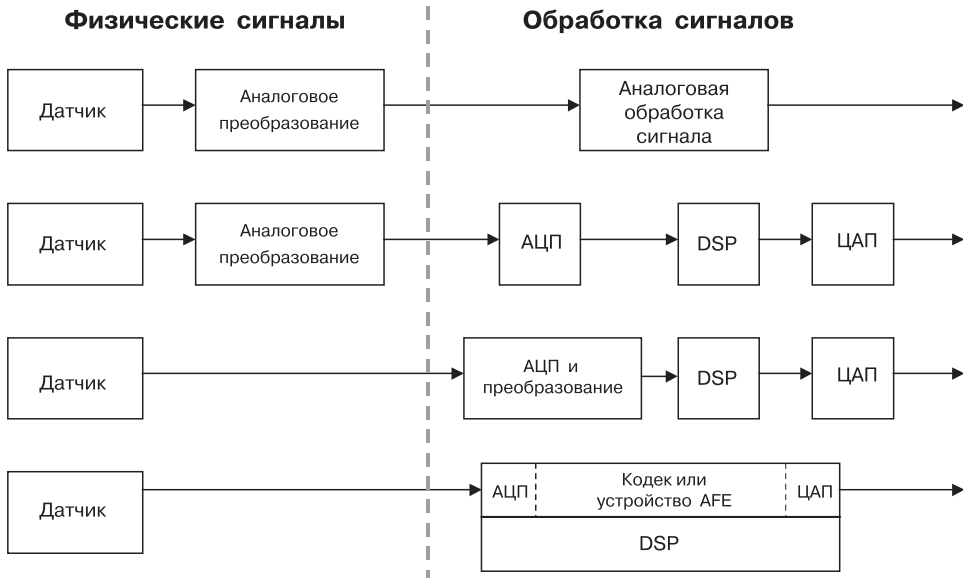 Физические сигналы
Обработка сигналов
Датчик
Аналоговое
преобразование
Аналоговая
обработка
сигнала
Датчик
Аналоговое
преобразование
АЦП
DSP
ЦАП
Датчик
АЦП и
преобразование
DSP
ЦАП
Датчик
АЦП
Кодек или
устройство AFE
ЦАП
DSP